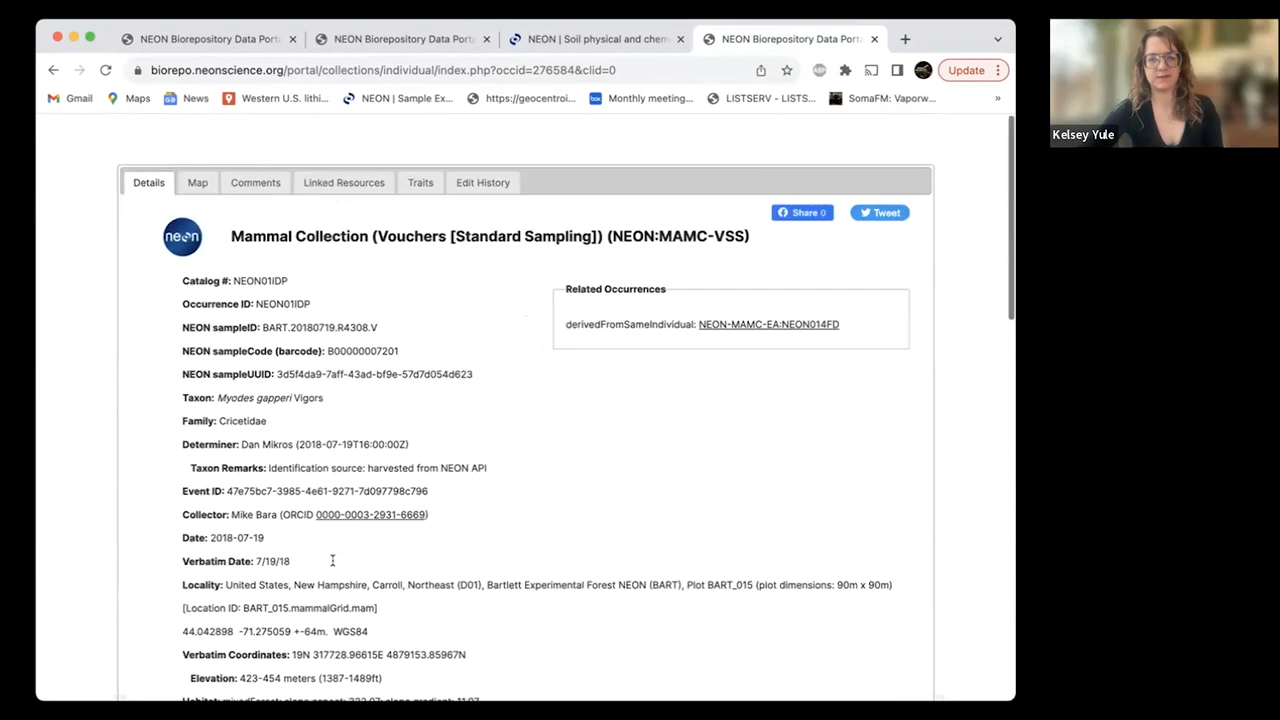 NEON Biorepository Data Port
NEON Biorepository Data Port
NEON | Soil physical and chem
NEON Biorepository Data Port
biorepo.neonscience.org/portal/collections/individual/index.php?occid=276584&clid=0
Update
Gmail
Maps
News
Western U.S. lithi...
NEON | Sample Ex...
https://geocentroi...
box
Monthly meeting...
LISTSERV - LISTS...
SomaFM: Vaporw...
»
Kelsey Yule
Details
Map
Comments
Linked Resources
Traits
Edit History
Share 0
Tweet
neon
Mammal Collection (Vouchers [Standard Sampling]) (NEON:MAMC-VSS)
Catalog #: NEON01IDP
Occurrence ID: NEON01IDP
NEON sampleID: BART.20180719.R4308.V
NEON sampleCode (barcode): B00000007201
NEON sampleUUID: 3d5f4da9-7aff-43ad-bf9e-57d7d054d623
Taxon: Myodes gapperi Vigors
Family: Cricetidae
Determiner: Dan Mikros (2018-07-19T16:00:00Z)
Taxon Remarks: Identification source: harvested from NEON API
Event ID: 47e75bc7-3985-4e61-9271-7d097798c796
Collector: Mike Bara (ORCID 0000-0003-2931-6669)
Date: 2018-07-19
Verbatim Date: 7/19/18
Locality: United States, New Hampshire, Carroll, Northeast (D01), Bartlett Experimental Forest NEON (BART), Plot BART_015 (plot dimensions: 90m x 90m)
[Location ID: BART_015.mammalGrid.mam]
44.042898 -71.275059 +-64m. WGS84
Verbatim Coordinates: 19N 317728.96615E 4879153.85967N
Elevation: 423-454 meters (1387-1489ft)
Related Occurrences
derivedFromSameIndividual: NEON-MAMC-EA:NEON014FD